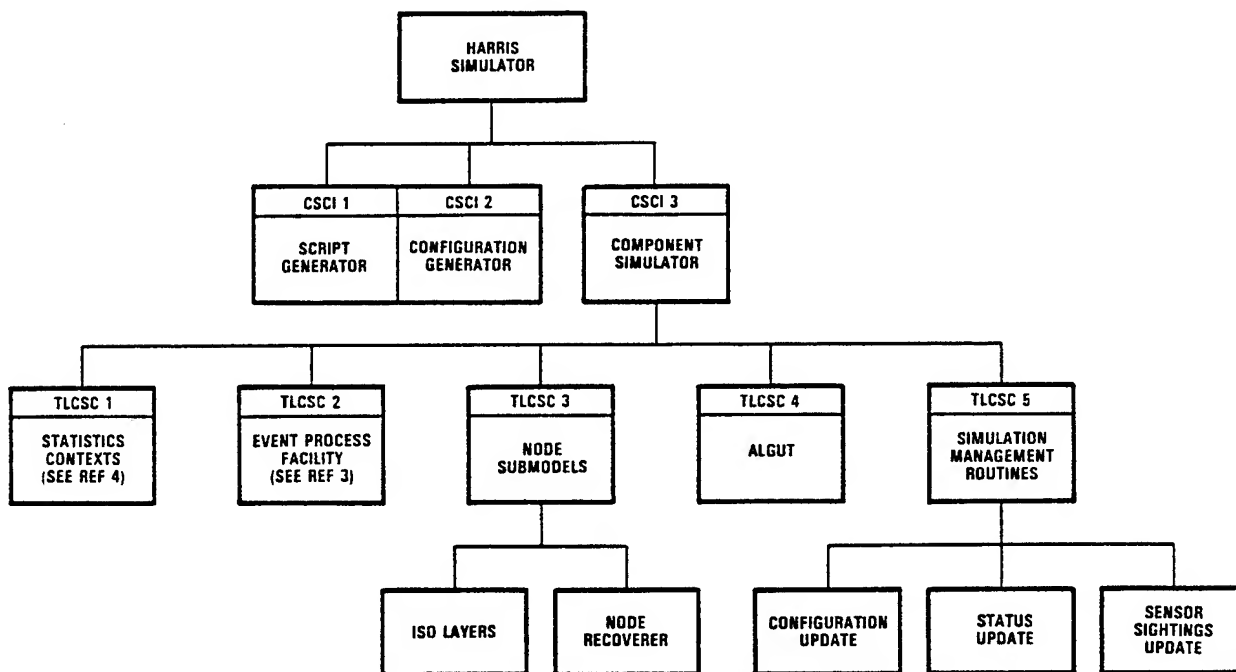 HARRIS
SIMULATOR
CSCI 1
CSCI 2
CSCI 3
SCRIPT
GENERATOR
CONFIGURATION
GENERATOR
COMPONENT
SIMULATOR
TLCSC 1
TLCSC 2
TLCSC 3
TLCSC 4
TLCSC 5
STATISTICS
CONTEXTS
(SEE REF 4)
EVENT PROCESS
FACILITY
(SEE REF 3)
NODE
SUBMODELS
ALGUT
SIMULATION
MANAGEMENT
ROUTINES
ISO LAYERS
NODE
RECOVERER
CONFIGURATION
UPDATE
STATUS
UPDATE
SENSOR
SIGHTINGS
UPDATE